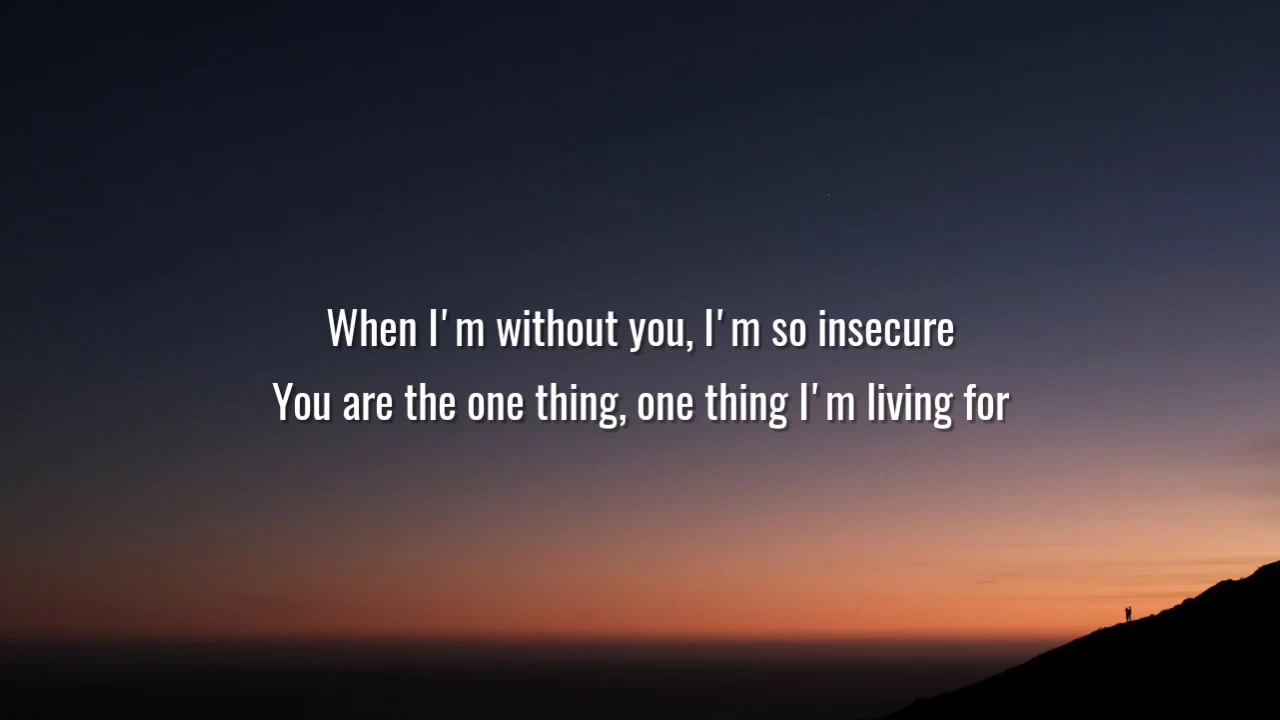 When I'm without you, I'm so insecure
You are the one thing, one thing I'm living for